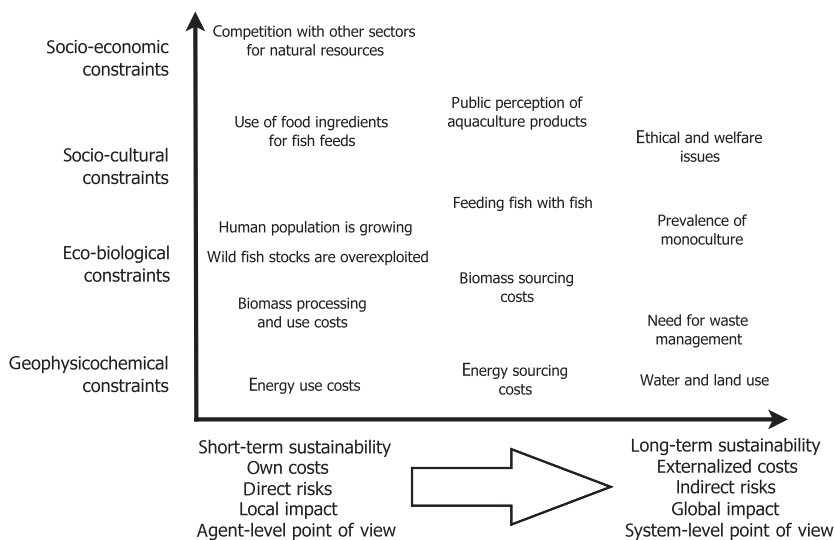 Socio-economic
constraints
Competition with other sectors
for natural resources
Use of food ingredients
for fish feeds
Public perception of
aquaculture products
Ethical and welfare
issues
Socio-cultural
constraints
Feeding fish with fish
Human population is growing
Prevalence of
monoculture
Eco-biological
constraints
Wild fish stocks are overexploited
Biomass sourcing
costs
Biomass processing
and use costs
Need for waste
management
Geophysicochemical
constraints
Energy use costs
Energy sourcing
costs
Water and land use
Short-term sustainability
Own costs
Direct risks
Local impact
Agent-level point of view
Long-term sustainability
Externalized costs
Indirect risks
Global impact
System-level point of view